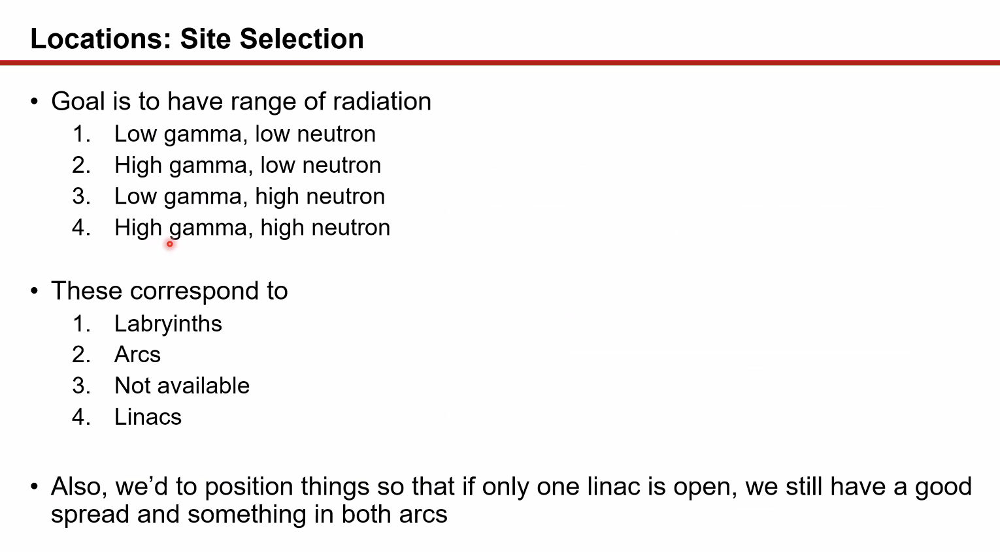 Locations: Site Selection
• Goal is to have range of radiation
1. Low gamma, low neutron
2. High gamma, low neutron
3. Low gamma, high neutron
4. High gamma, high neutron
• These correspond to
1. Labryinths
2. Arcs
3. Not available
4. Linacs
• Also, we’d to position things so that if only one linac is open, we still have a good
spread and something in both arcs